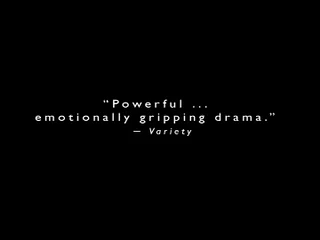 “Powerful ...
emotionally gripping drama.”
— Variety